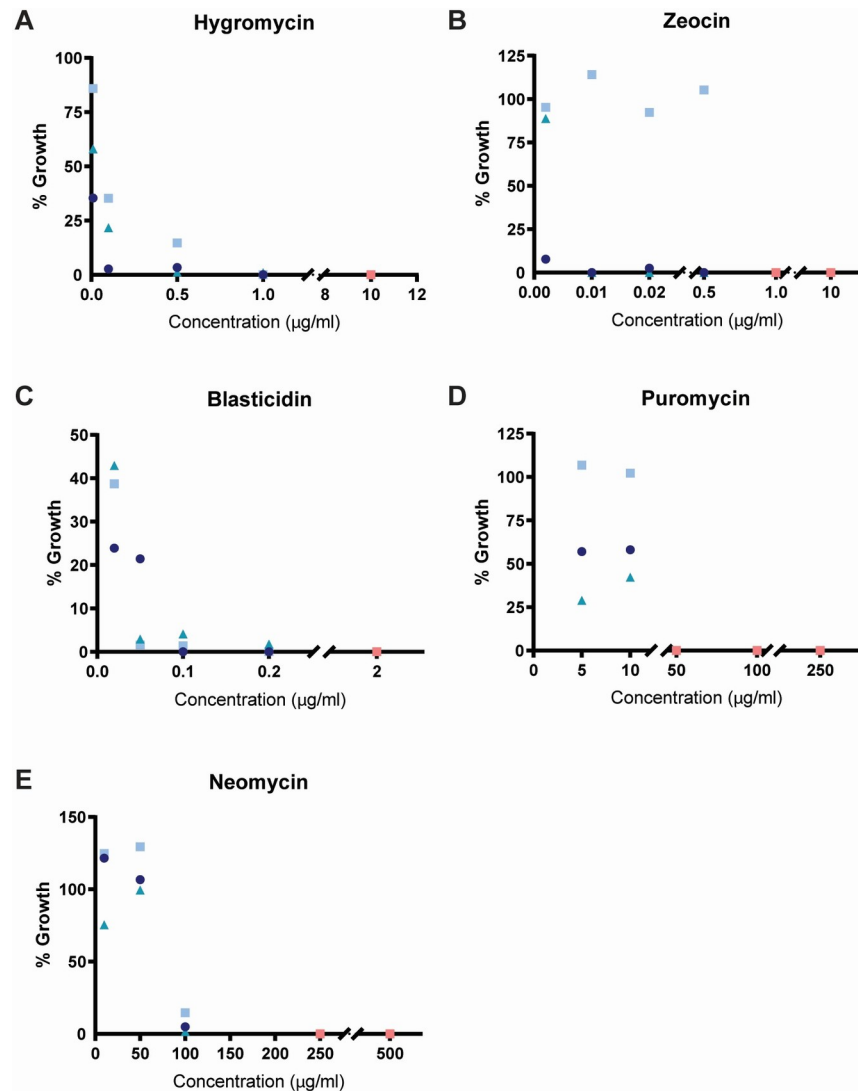 A
Hygromycin
% Growth
100
75
50
25
0
0.0 0.5 1.0 8 10 12
Concentration (µg/ml)
B
Zeocin
% Growth
125
100
75
50
25
0
0.00 0.01 0.02 0.5 1.0 10
Concentration (µg/ml)
C
Blasticidin
% Growth
50
40
30
20
10
0
0.0 0.1 0.2 2
Concentration (µg/ml)
D
Puromycin
% Growth
125
100
75
50
25
0
0 5 10 50 100 250
Concentration (µg/ml)
E
Neomycin
% Growth
150
100
50
0
0 50 100 150 200 250 500
Concentration (µg/ml)